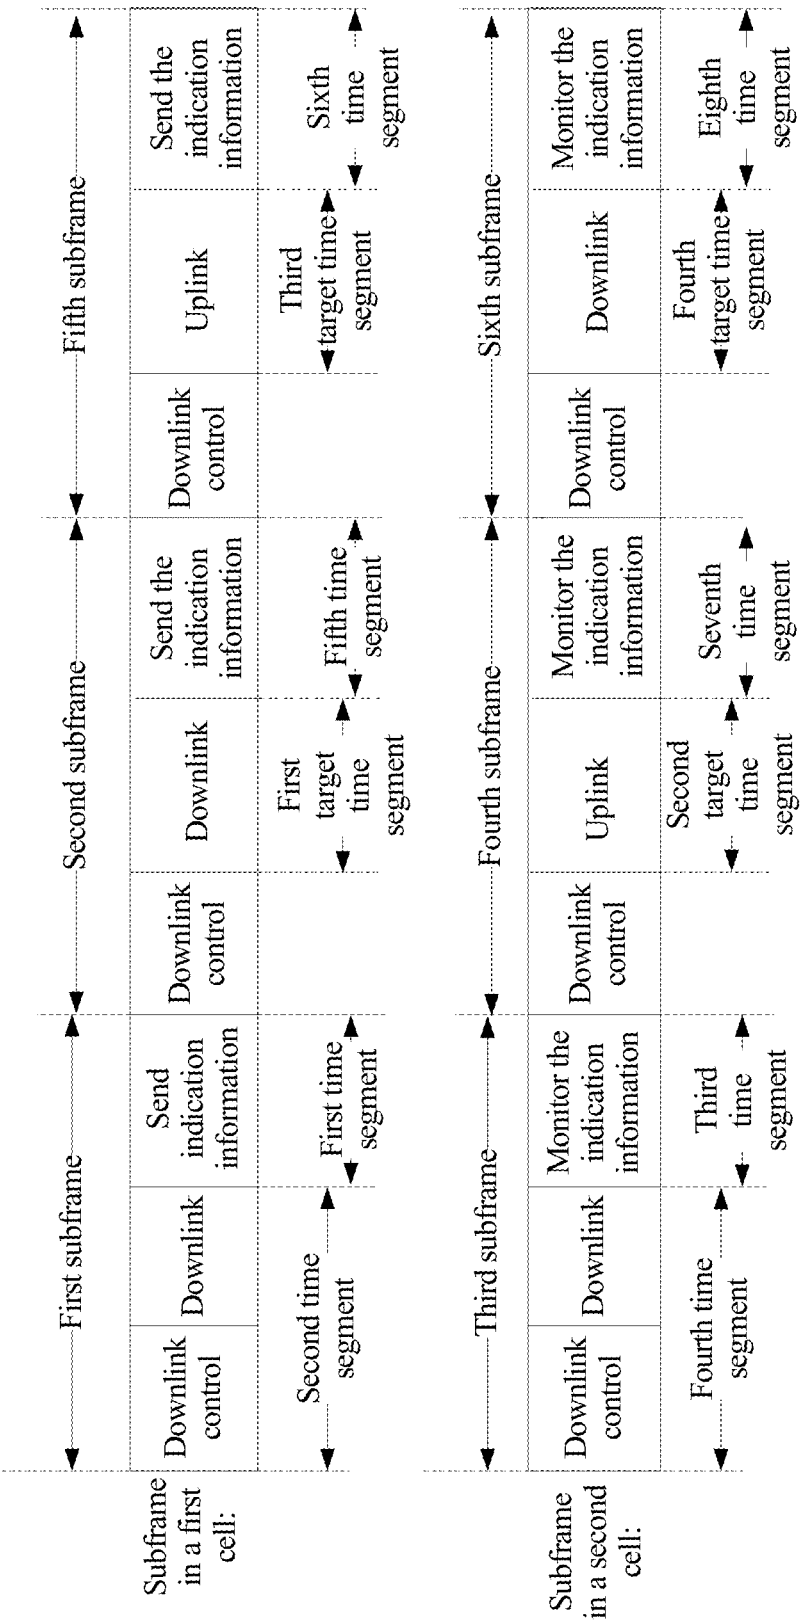 First subframe
Second subframe
Fifth subframe
Subframe
in a first
cell:
Downlink
control
Downlink
Send
indication
information
Downlink
control
Downlink
Send the
indication
information
Downlink
control
Uplink
Send the
indication
information
Second time
segment
First time
segment
First
target
time
segment
Fifth time
segment
Third
target time
segment
Sixth
time
segment
Third subframe
Fourth subframe
Sixth subframe
Subframe
in a second
cell:
Downlink
control
Downlink
Monitor the
indication
information
Downlink
control
Uplink
Monitor the
indication
information
Downlink
control
Downlink
Monitor the
indication
information
Fourth time
segment
Third
time
segment
Second
target
time
segment
Seventh
time
segment
Fourth
target time
segment
Eighth
time
segment